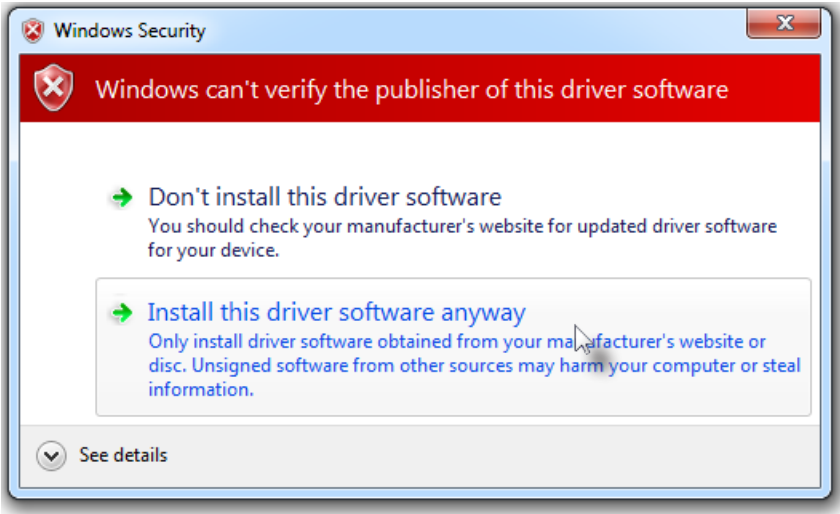 Windows Security
Windows can't verify the publisher of this driver software
Don't install this driver software
You should check your manufacturer's website for updated driver software
for your device.
Install this driver software anyway
Only install driver software obtained from your manufacturer's website or
disc. Unsigned software from other sources may harm your computer or steal
information.
See details